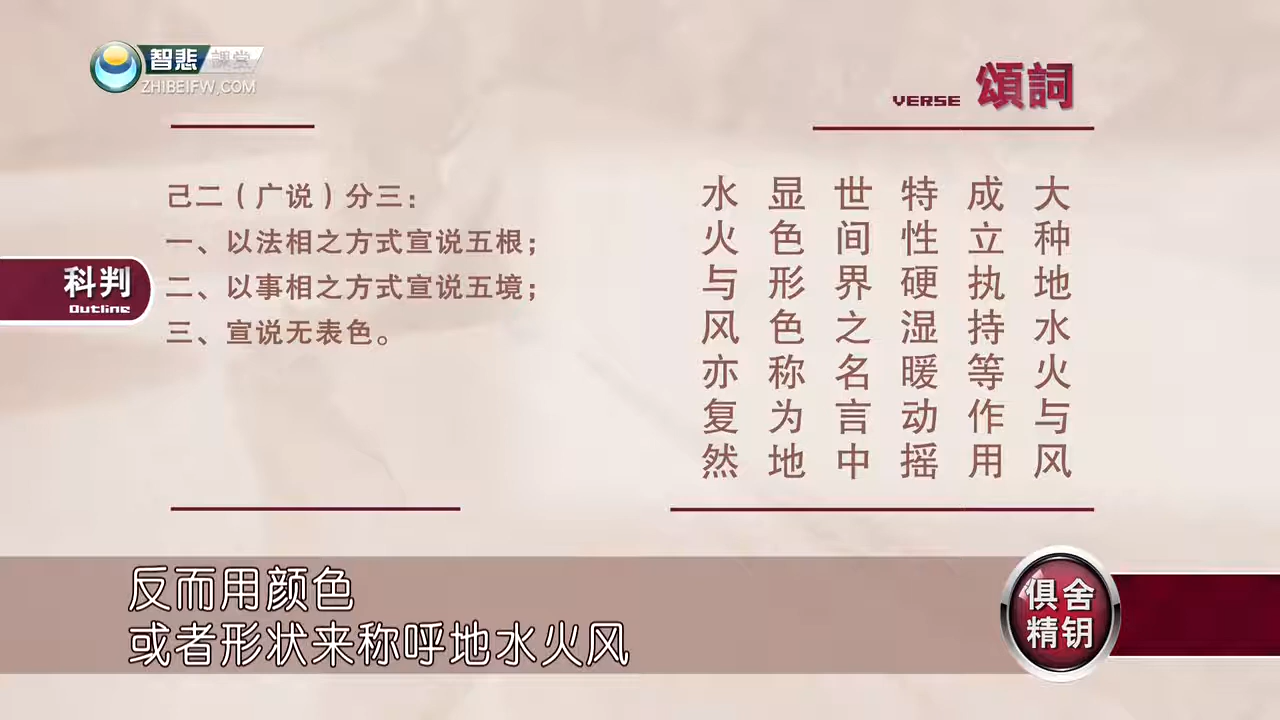 智悲課堂
ZHIBEIFW.COM
VERSE 頌詞
己二（广说）分三：
一、以法相之方式宣说五根；
二、以事相之方式宣说五境；
三、宣说无表色。
科判
Outline
大种地水火与风
成立执持等作用
特性硬湿暖动摇
世间界之名言中
显色形色称为地
水火与风亦复然
反而用颜色
或者形状来称呼地水火风
俱舍
精钥